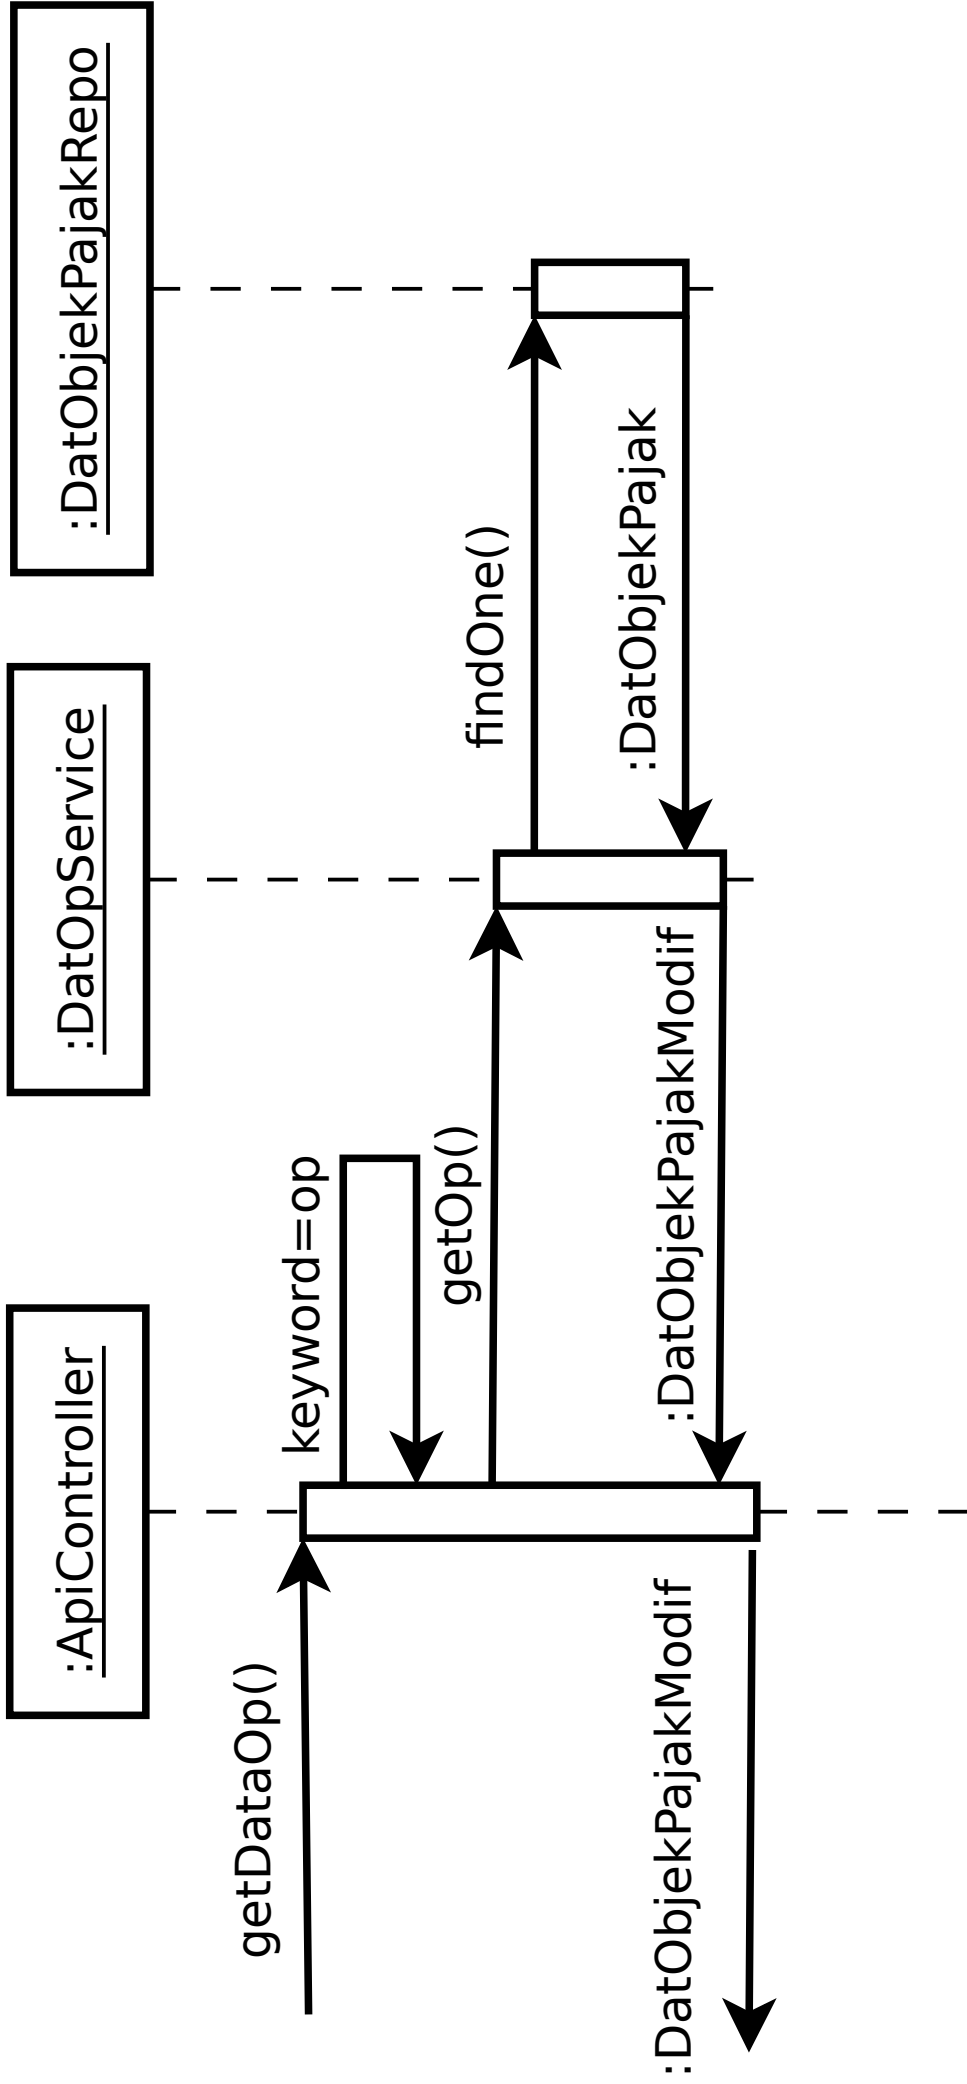 :ApiController
:DatOpService
:DatObjekPajakRepo
getDataOp()
keyword=op
getOp()
findOne()
:DatObjekPajak
:DatObjekPajakModif
:DatObjekPajakModif